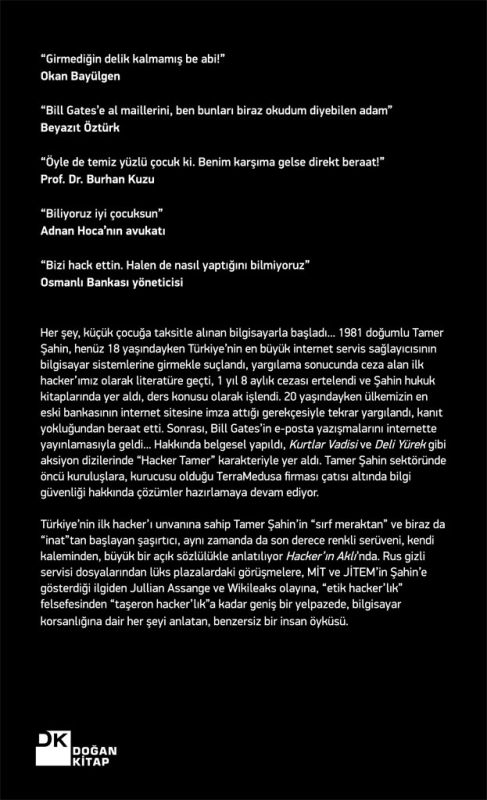 “Girmediğin delik kalmamış be abi!”
Okan Bayülgen
“Bill Gates’e al maillerini, ben bunları biraz okudum diyebilen adam”
Beyazıt Öztürk
“Öyle de temiz yüzlü çocuk ki. Benim karşıma gelse direkt beraat!”
Prof. Dr. Burhan Kuzu
“Biliyoruz iyi çocuksun”
Adnan Hoca’nın avukatı
“Bizi hack ettin. Halen de nasıl yaptığını bilmiyoruz”
Osmanlı Bankası yöneticisi
Her şey, küçük çocuğa taksitle alınan bilgisayarla başladı... 1981 doğumlu Tamer
Şahin, henüz 18 yaşındayken Türkiye’nin en büyük internet servis sağlayıcısının
bilgisayar sistemlerine girmekle suçlandı, yargılama sonucunda ceza alan ilk
hacker’ımız olarak literatüre geçti, 1 yıl 8 aylık cezası ertelendi ve Şahin hukuk
kitaplarında yer aldı, ders konusu olarak işlendi. 20 yaşındayken ülkemizin en
eski bankasının internet sitesine imza attığı gerekçesiyle tekrar yargılandı, kanıt
yokluğundan beraat etti. Sonrası, Bill Gates’in e-posta yazışmalarını internette
yayınlamasıyla geldi... Hakkında belgesel yapıldı, Kurtlar Vadisi ve Deli Yürek gibi
aksiyon dizilerinde “Hacker Tamer” karakteriyle yer aldı. Tamer Şahin sektöründe
öncü kuruluşlara, kurucusu olduğu TerraMedusa firması çatısı altında bilgi
güvenliği hakkında çözümler hazırlamaya devam ediyor.
Türkiye’nin ilk hacker’ı unvanına sahip Tamer Şahin’in “sırf meraktan” ve biraz da
“inat”tan başlayan şaşırtıcı, aynı zamanda da son derece renkli serüveni, kendi
kaleminden, büyük bir açık sözlülükle anlatılıyor Hacker’ın Aklı’nda. Rus gizli
servisi dosyalarından lüks plazalardaki görüşmelere, MİT ve JİTEM’in Şahin’e
gösterdiği ilgiden Jullian Assange ve Wikileaks olayına, “etik hacker’lık”
felsefesinden “taşeron hacker’lık”a kadar geniş bir yelpazede, bilgisayar
korsanlığına dair her şeyi anlatan, benzersiz bir insan öyküsü.
DK
DOĞAN
KİTAP